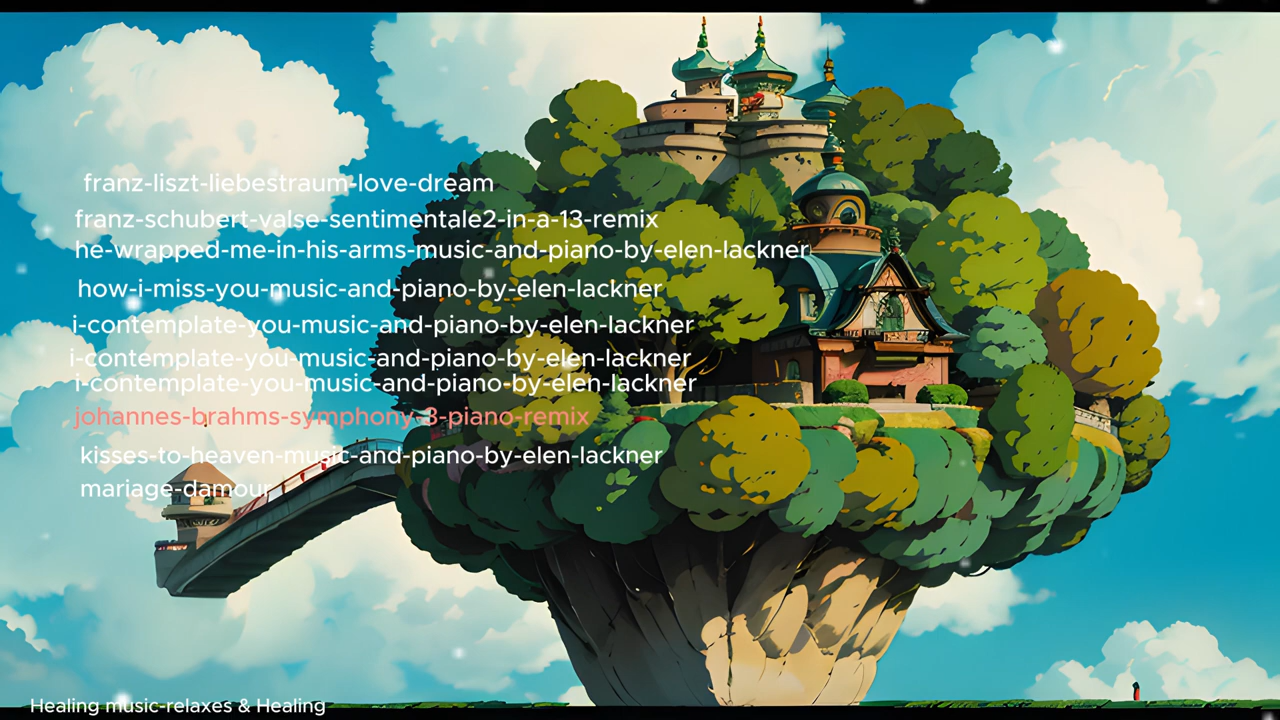 franz-liszt-liebestraum-love-dream
franz-schubert-valse-sentimentale2-in-a-13-remix
he-wrapped-me-in-his-arms-music-and-piano-by-elen-lackner
how-i-miss-you-music-and-piano-by-elen-lackner
i-contemplate-you-music-and-piano-by-elen-lackner
i-contemplate-you-music-and-piano-by-elen-lackner
i-contemplate-you-music-and-piano-by-elen-lackner
johannes-brahms-symphony-3-piano-remix
kisses-to-heaven-music-and-piano-by-elen-lackner
mariage-damour
Healing music-relaxes & Healing